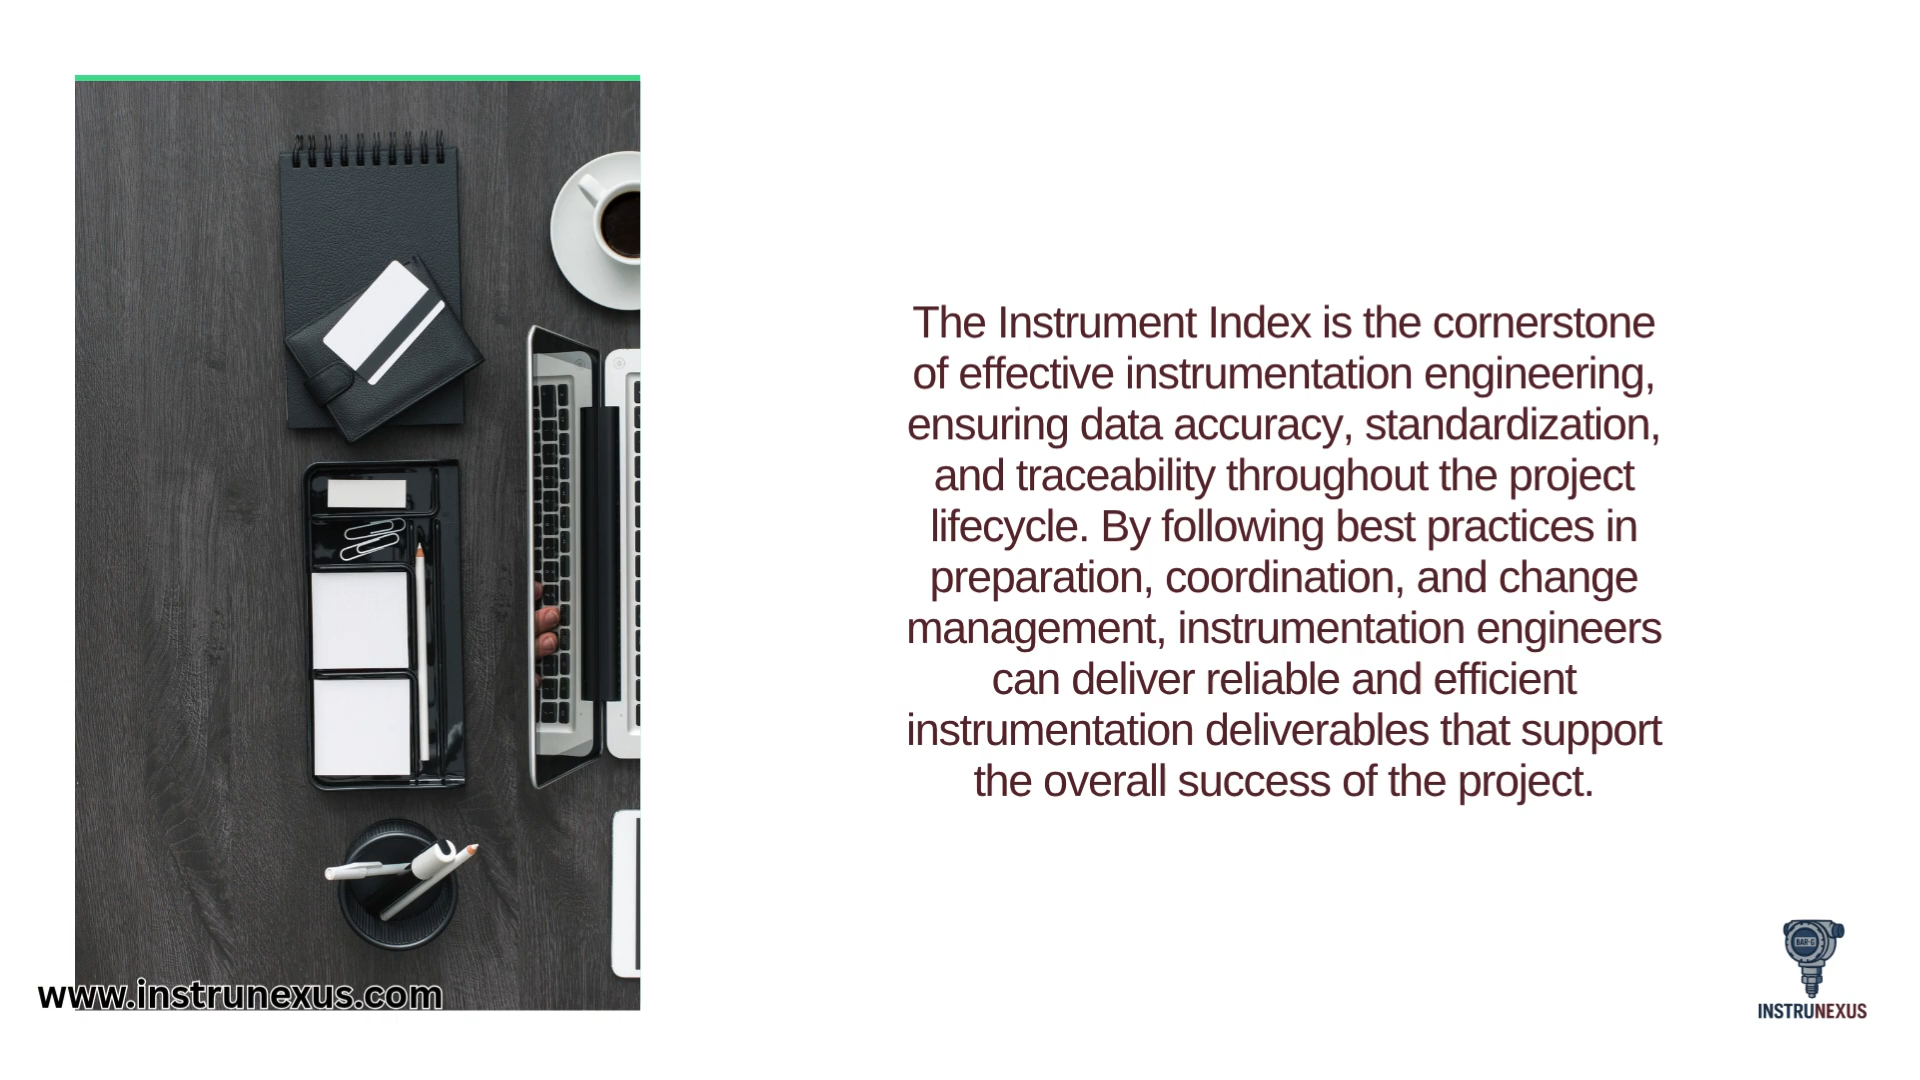 The Instrument Index is the cornerstone
of effective instrumentation engineering,
ensuring data accuracy, standardization,
and traceability throughout the project
lifecycle. By following best practices in
preparation, coordination, and change
management, instrumentation engineers
can deliver reliable and efficient
instrumentation deliverables that support
the overall success of the project.
www.instrunexus.com
BAR-G
INSTRUNEXUS